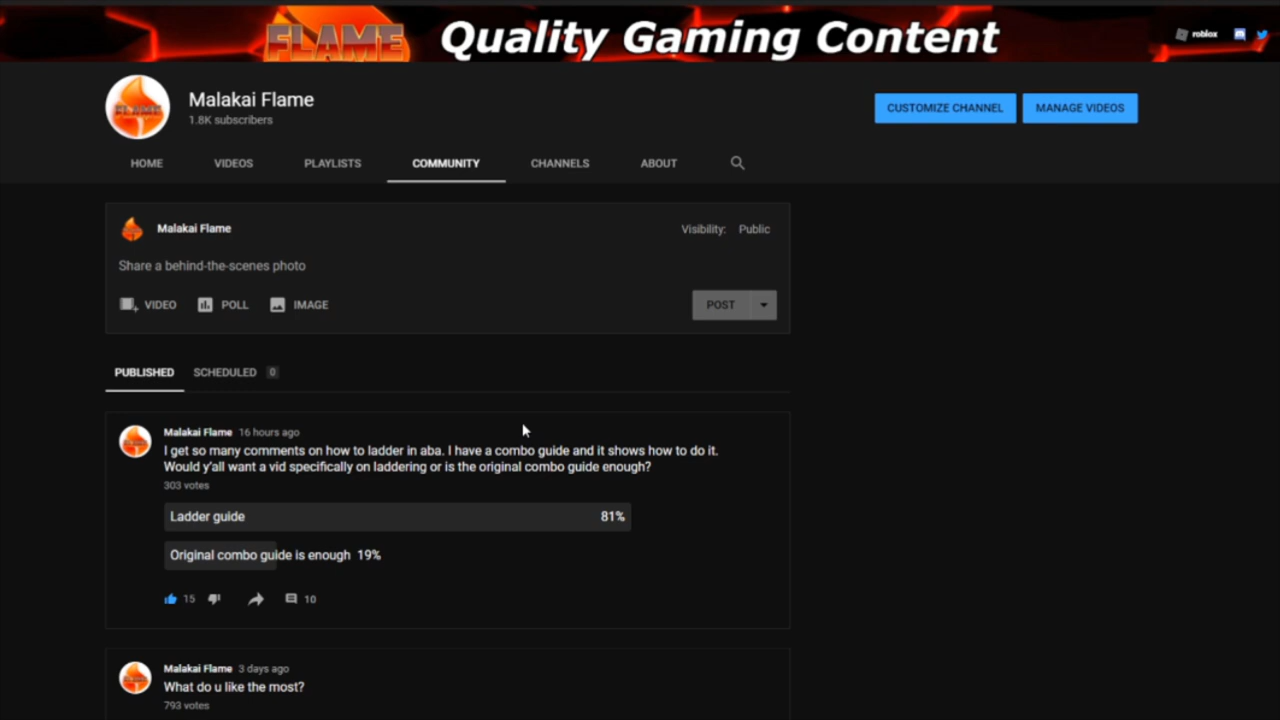 FLAME
Quality Gaming Content
roblox
FLAME
Malakai Flame
1.8K subscribers
CUSTOMIZE CHANNEL
MANAGE VIDEOS
HOME
VIDEOS
PLAYLISTS
COMMUNITY
CHANNELS
ABOUT
Malakai Flame
Visibility: Public
Share a behind-the-scenes photo
VIDEO
POLL
IMAGE
POST
PUBLISHED
SCHEDULED 0
FLAME
Malakai Flame 16 hours ago
I get so many comments on how to ladder in aba. I have a combo guide and it shows how to do it.
Would y'all want a vid specifically on laddering or is the original combo guide enough?
303 votes
Ladder guide 81%
Original combo guide is enough 19%
15
10
FLAME
Malakai Flame 3 days ago
What do u like the most?
793 votes